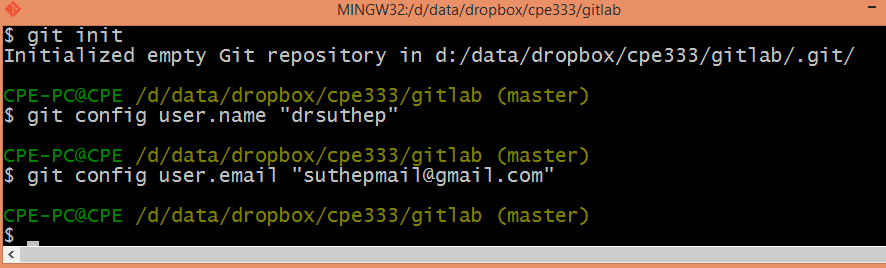 MINGW32:/d/data/dropbox/cpe333/gitlab
$ git init
Initialized empty Git repository in d:/data/dropbox/cpe333/gitlab/.git/
CPE-PC@CPE /d/data/dropbox/cpe333/gitlab (master)
$ git config user.name "drsuthep"
CPE-PC@CPE /d/data/dropbox/cpe333/gitlab (master)
$ git config user.email "suthepmail@gmail.com"
CPE-PC@CPE /d/data/dropbox/cpe333/gitlab (master)
$